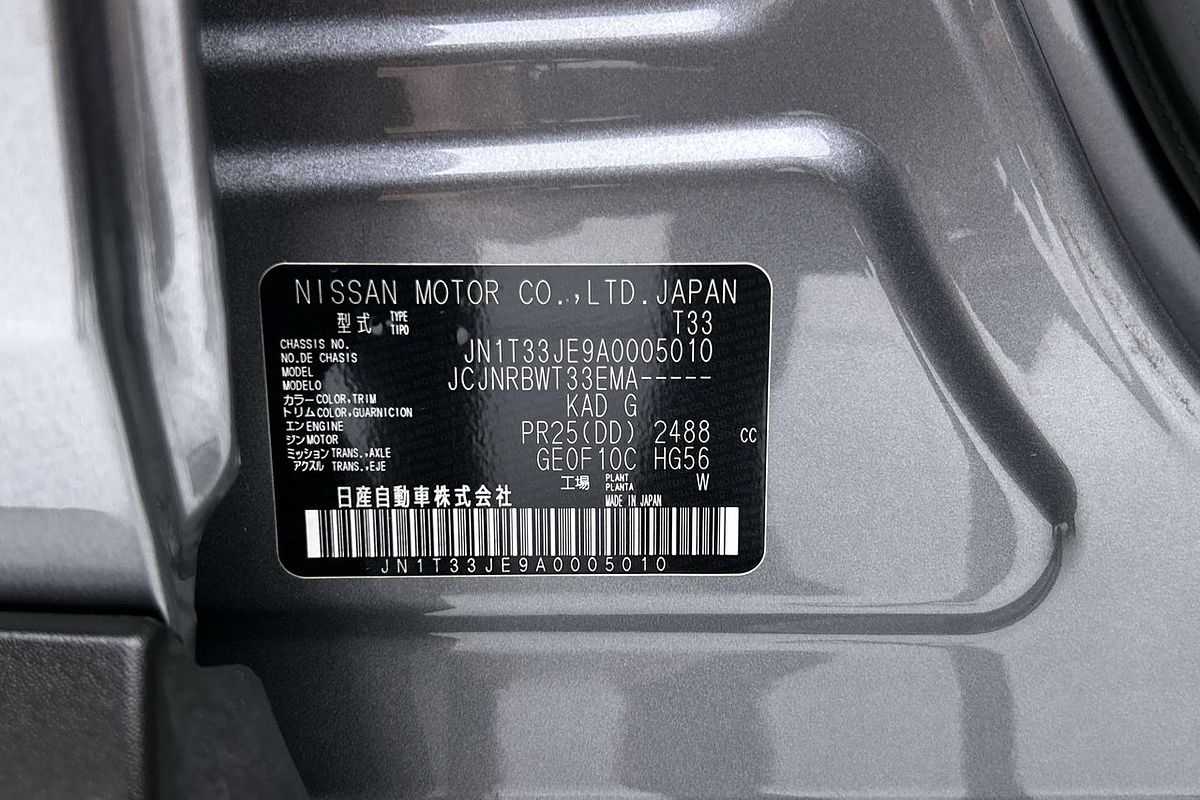 NISSAN MOTOR CO.,LTD.JAPAN
型式 TYPE TIPO T33
CHASSIS NO. NO.DE CHASIS JN1T33JE9A0005010
MODEL MODELO JCJNRBWT33EMA-----
カラー COLOR,TRIM KAD G
トリム COLOR,GUARNICION
エンジン ENGINE MOTOR PR25(DD) 2488 CC
ミッション TRANS.,AXLE GE0F10C HG56
アクスル TRANS.,EJE
工場 PLANT PLANTA W
日産自動車株式会社 MADE IN JAPAN
JN1T33JE9A0005010